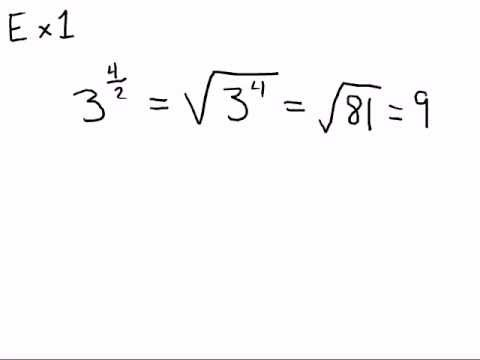 Ex1
3^{4/2} = √3^4 = √81 = 9